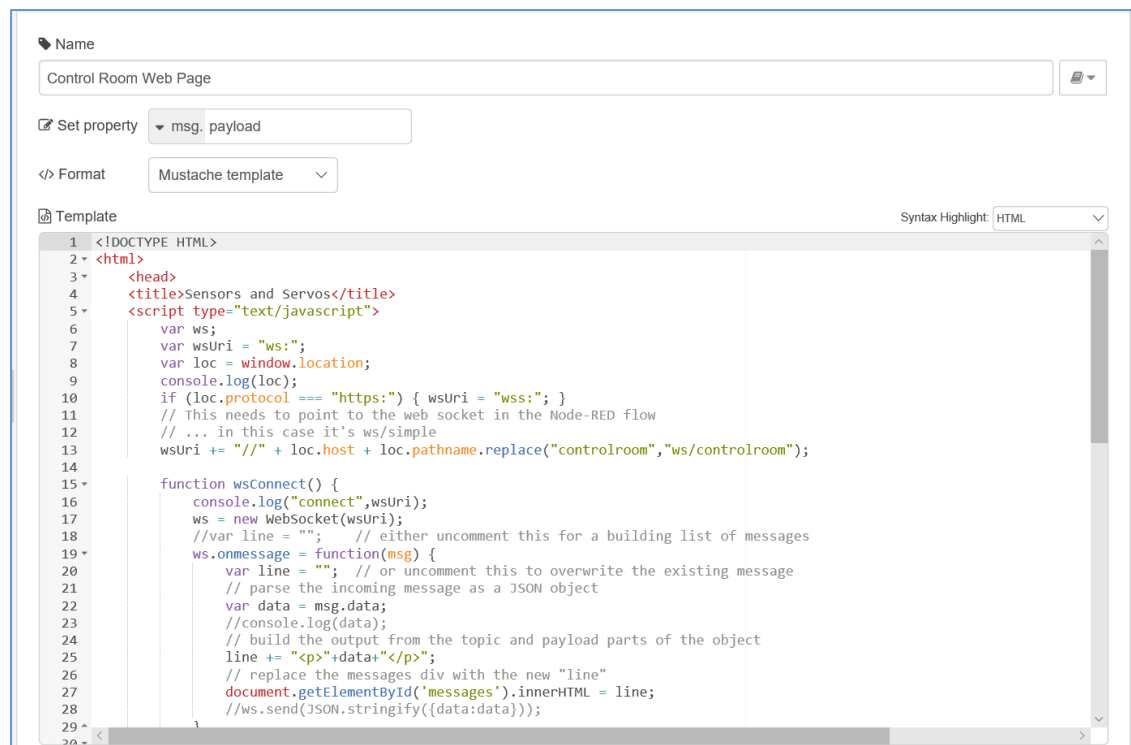 Name
Control Room Web Page
Set property
msg. payload
</> Format
Mustache template
Template
Syntax Highlight: HTML
1 <!DOCTYPE HTML>
2 <html>
3     <head>
4     <title>Sensors and Servos</title>
5     <script type="text/javascript">
6         var ws;
7         var wsUri = "ws:";
8         var loc = window.location;
9         console.log(loc);
10         if (loc.protocol === "https:") { wsUri = "wss:"; }
11         // This needs to point to the web socket in the Node-RED flow
12         // ... in this case it's ws/simple
13         wsUri += "//" + loc.host + loc.pathname.replace("controlroom","ws/controlroom");
14
15         function wsConnect() {
16             console.log("connect",wsUri);
17             ws = new WebSocket(wsUri);
18             //var line = "";    // either uncomment this for a building list of messages
19             ws.onmessage = function(msg) {
20                 var line = "";  // or uncomment this to overwrite the existing message
21                 // parse the incoming message as a JSON object
22                 var data = msg.data;
23                 //console.log(data);
24                 // build the output from the topic and payload parts of the object
25                 line += "<p>"+data+"</p>";
26                 // replace the messages div with the new "line"
27                 document.getElementById('messages').innerHTML = line;
28                 //ws.send(JSON.stringify({data:data}));
29             }
30